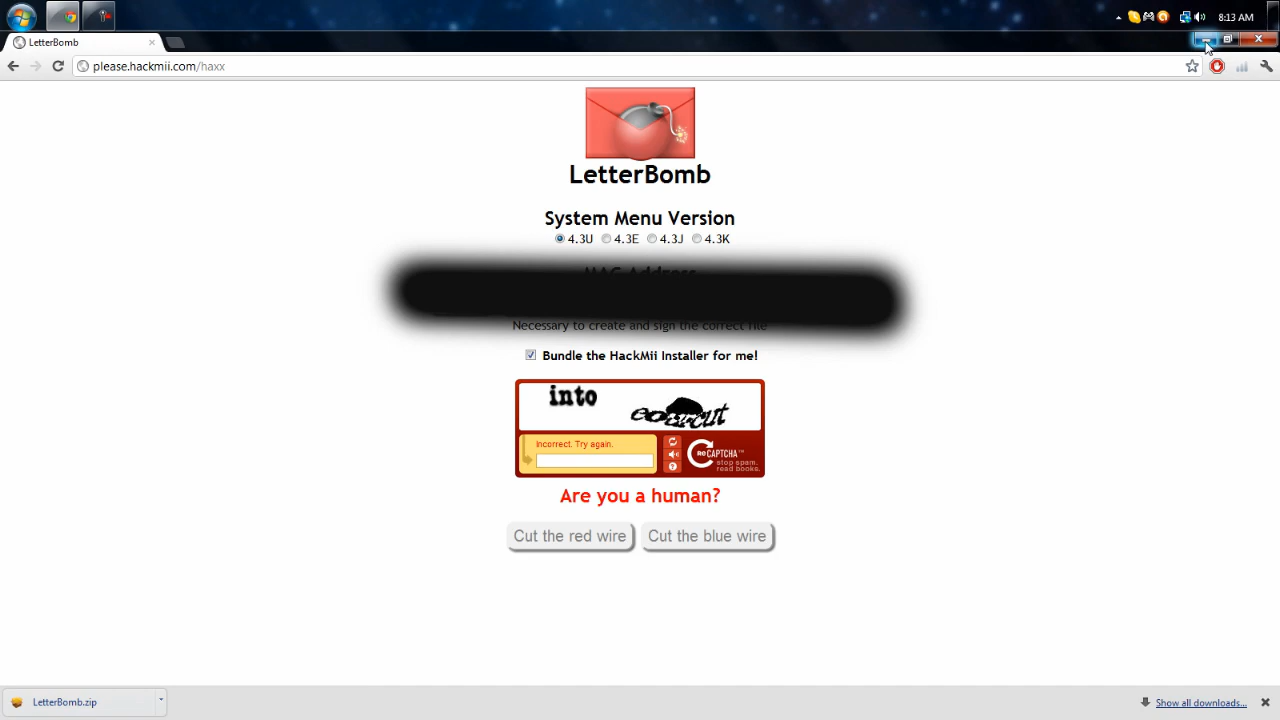 8:13 AM
LetterBomb
please.hackmii.com/haxx
LetterBomb
System Menu Version
4.3U 4.3E 4.3J 4.3K
MAC Address
Necessary to create and sign the correct file
Bundle the HackMii Installer for me!
into
Incorrect. Try again.
reCAPTCHA™
stop spam.
read books.
Are you a human?
Cut the red wire Cut the blue wire
LetterBomb.zip
Show all downloads...